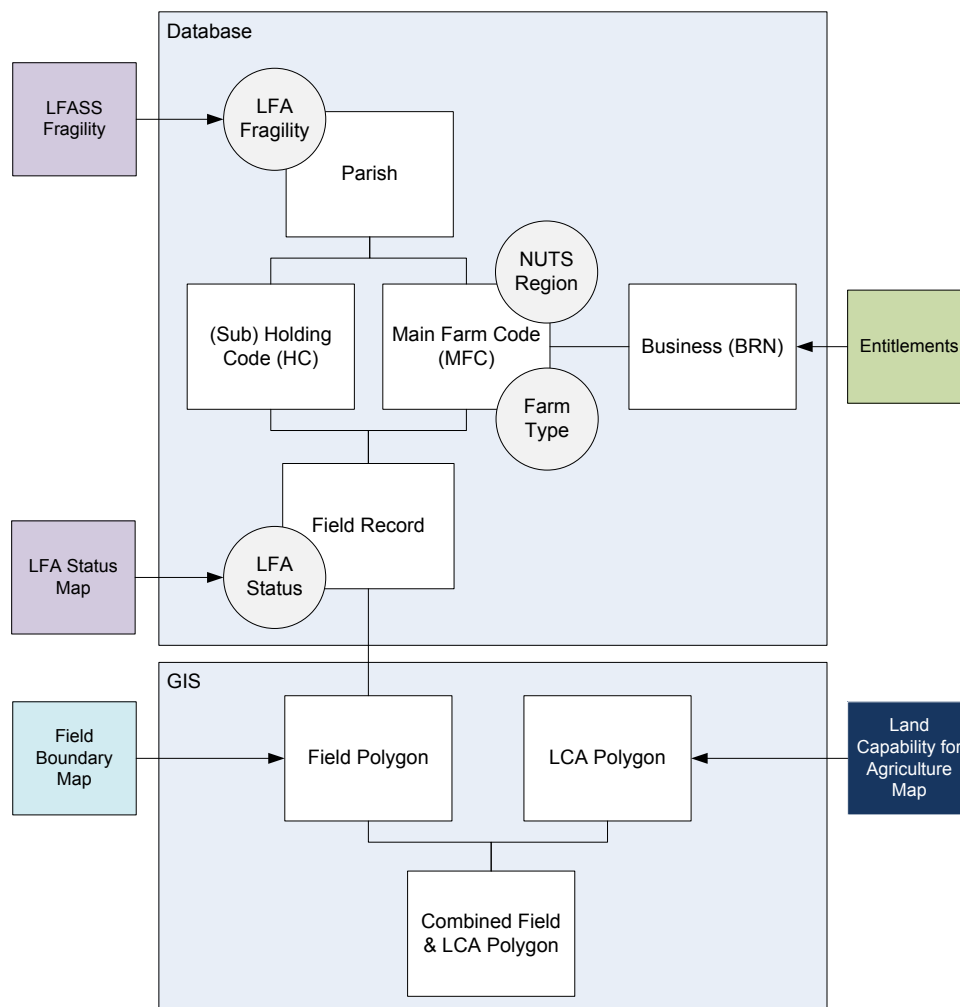 Database
LFASS
Fragility
LFA
Fragility
Parish
NUTS
Region
(Sub) Holding
Code (HC)
Main Farm Code
(MFC)
Business (BRN)
Entitlements
Farm
Type
Field Record
LFA Status
Map
LFA
Status
GIS
Field
Boundary
Map
Field Polygon
LCA Polygon
Land
Capability for
Agriculture
Map
Combined Field
& LCA Polygon